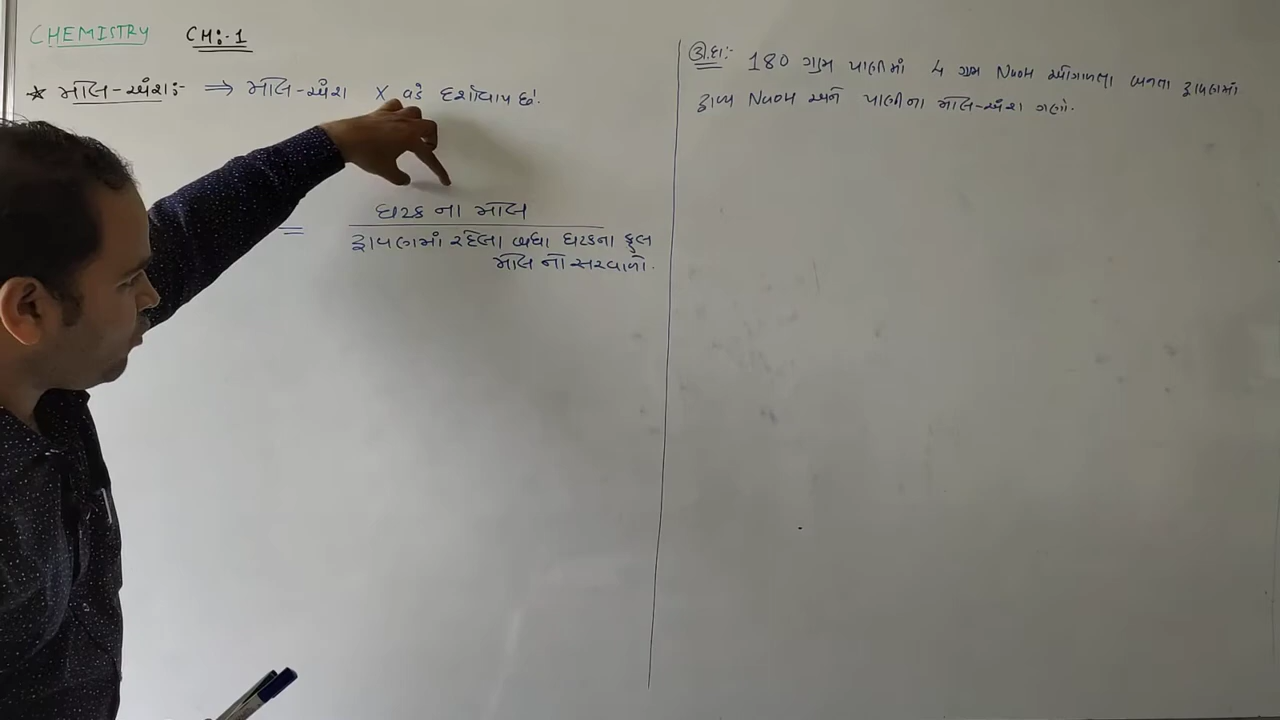 CHEMISTRY CH:-1
★ મોલ-અંશ:- ⇒ મોલ-અંશ X વડે દર્શાવાય છે.
= ઘટક ના મોલ
દ્રાવણમાં રહેલા બધા ઘટકના કુલ
મોલ નો સરવાળો.
ઉ.દા:- 180 ગ્રામ પાણીમાં 4 ગ્રામ NaOH ઓગાળતા બનતા દ્રાવણમાં
દ્રાવ્ય NaOH અને પાણીના મોલ-અંશ ગણો.